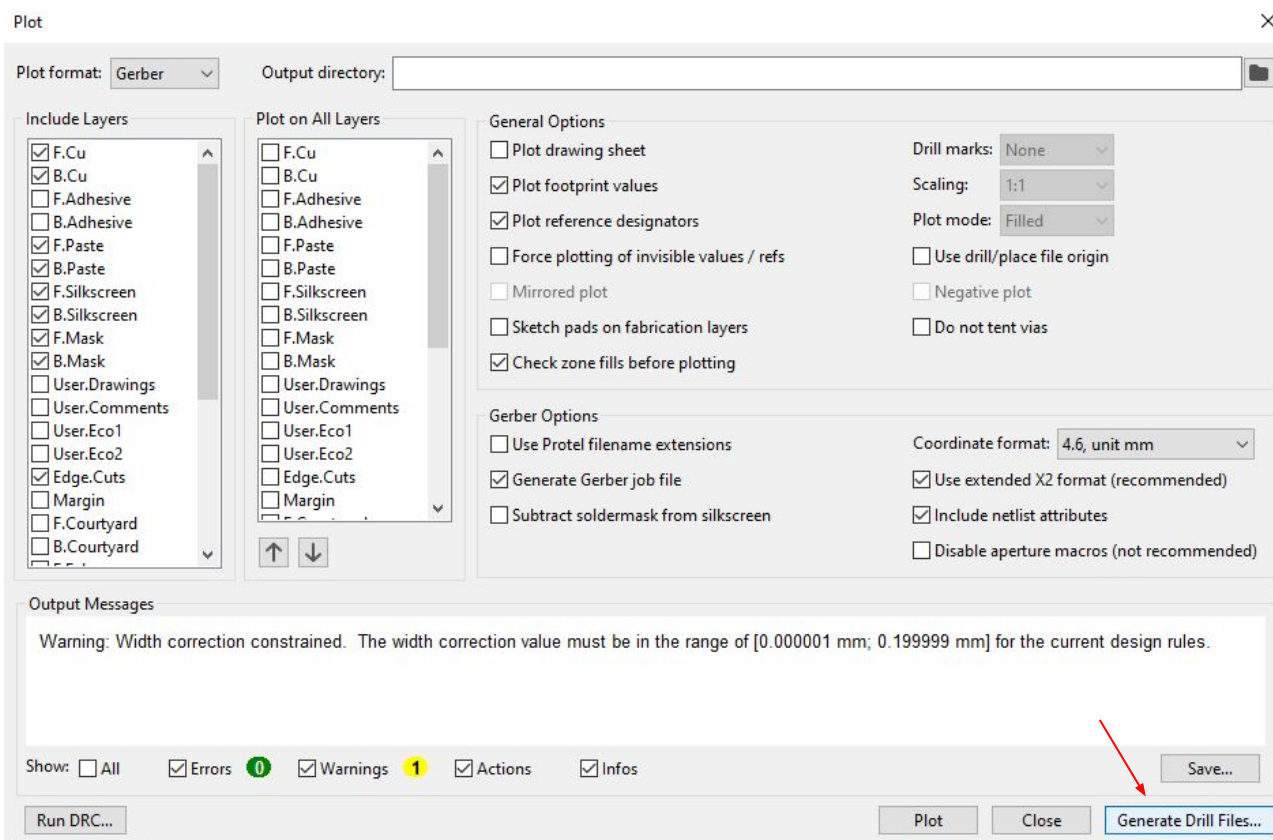 Plot
Plot format: Gerber Output directory:
Include Layers
F.Cu
B.Cu
F.Adhesive
B.Adhesive
F.Paste
B.Paste
F.Silkscreen
B.Silkscreen
F.Mask
B.Mask
User.Drawings
User.Comments
User.Eco1
User.Eco2
Edge.Cuts
Margin
F.Courtyard
B.Courtyard
Plot on All Layers
F.Cu
B.Cu
F.Adhesive
B.Adhesive
F.Paste
B.Paste
F.Silkscreen
B.Silkscreen
F.Mask
B.Mask
User.Drawings
User.Comments
User.Eco1
User.Eco2
Edge.Cuts
Margin
General Options
Plot drawing sheet
Plot footprint values
Plot reference designators
Force plotting of invisible values / refs
Mirrored plot
Sketch pads on fabrication layers
Check zone fills before plotting
Drill marks: None
Scaling: 1:1
Plot mode: Filled
Use drill/place file origin
Negative plot
Do not tent vias
Gerber Options
Use Protel filename extensions
Generate Gerber job file
Subtract soldermask from silkscreen
Coordinate format: 4.6, unit mm
Use extended X2 format (recommended)
Include netlist attributes
Disable aperture macros (not recommended)
Output Messages
Warning: Width correction constrained. The width correction value must be in the range of [0.000001 mm; 0.199999 mm] for the current design rules.
Show: All Errors 0 Warnings 1 Actions Infos Save...
Run DRC... Plot Close Generate Drill Files...